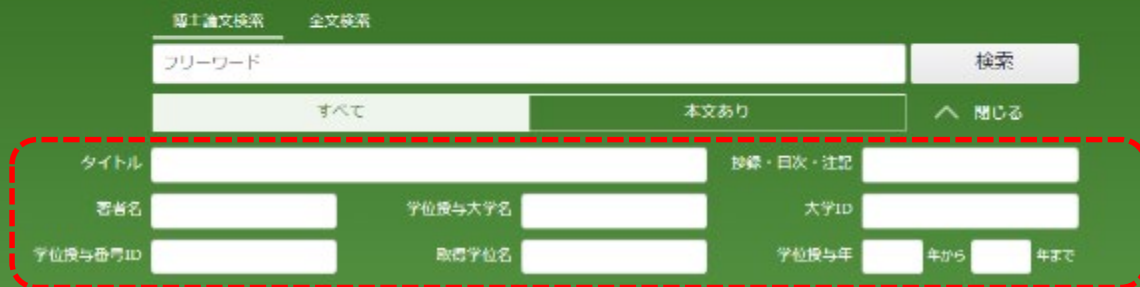 博士論文検索 全文検索
フリーワード 検索
すべて 本文あり 閉じる
タイトル 抄録・目次・注記
著者名 学位授与大学名 大学ID
学位授与番号ID 取得学位名 学位授与年 年から 年まで